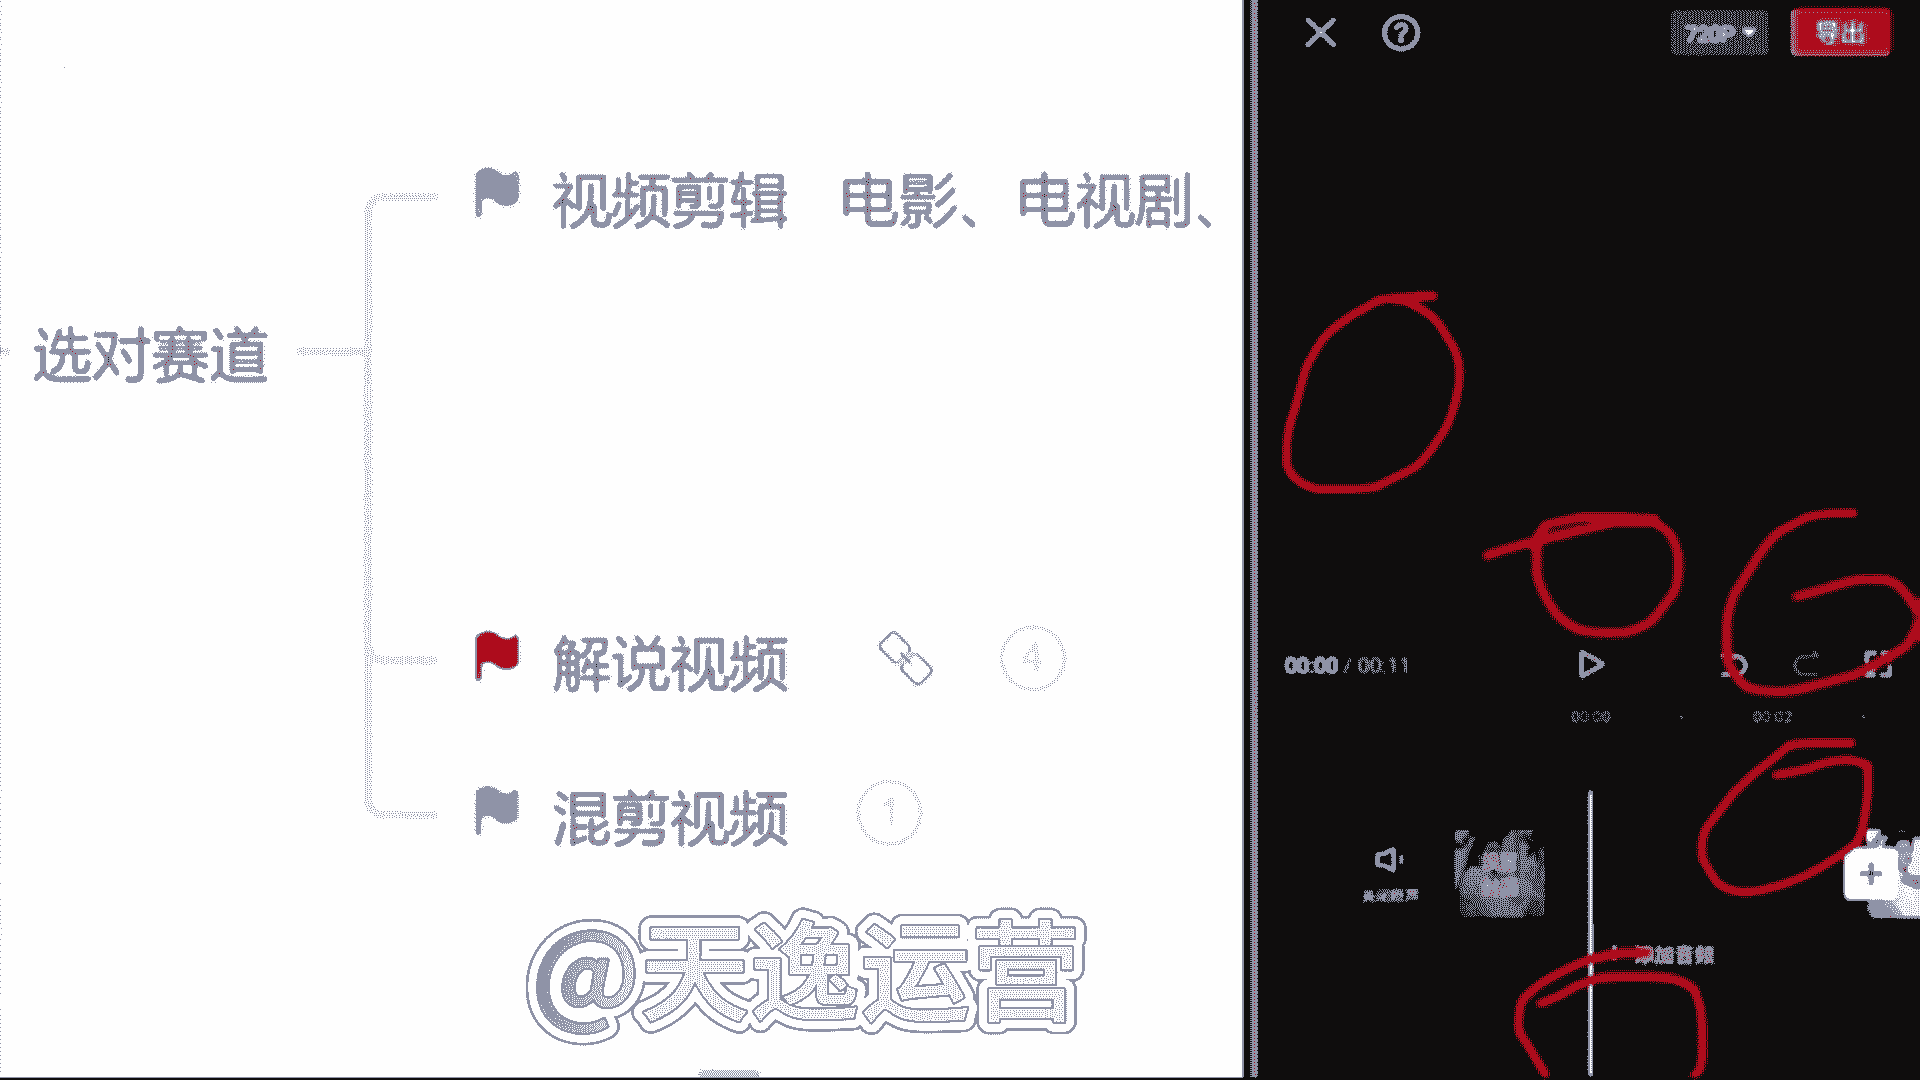 视频剪辑 电影、电视剧、
选对赛道
解说视频 4
混剪视频 1
@天逸运营
720P
导出
00:00 / 00:11
00:00
00:02
关闭原声
添加音频